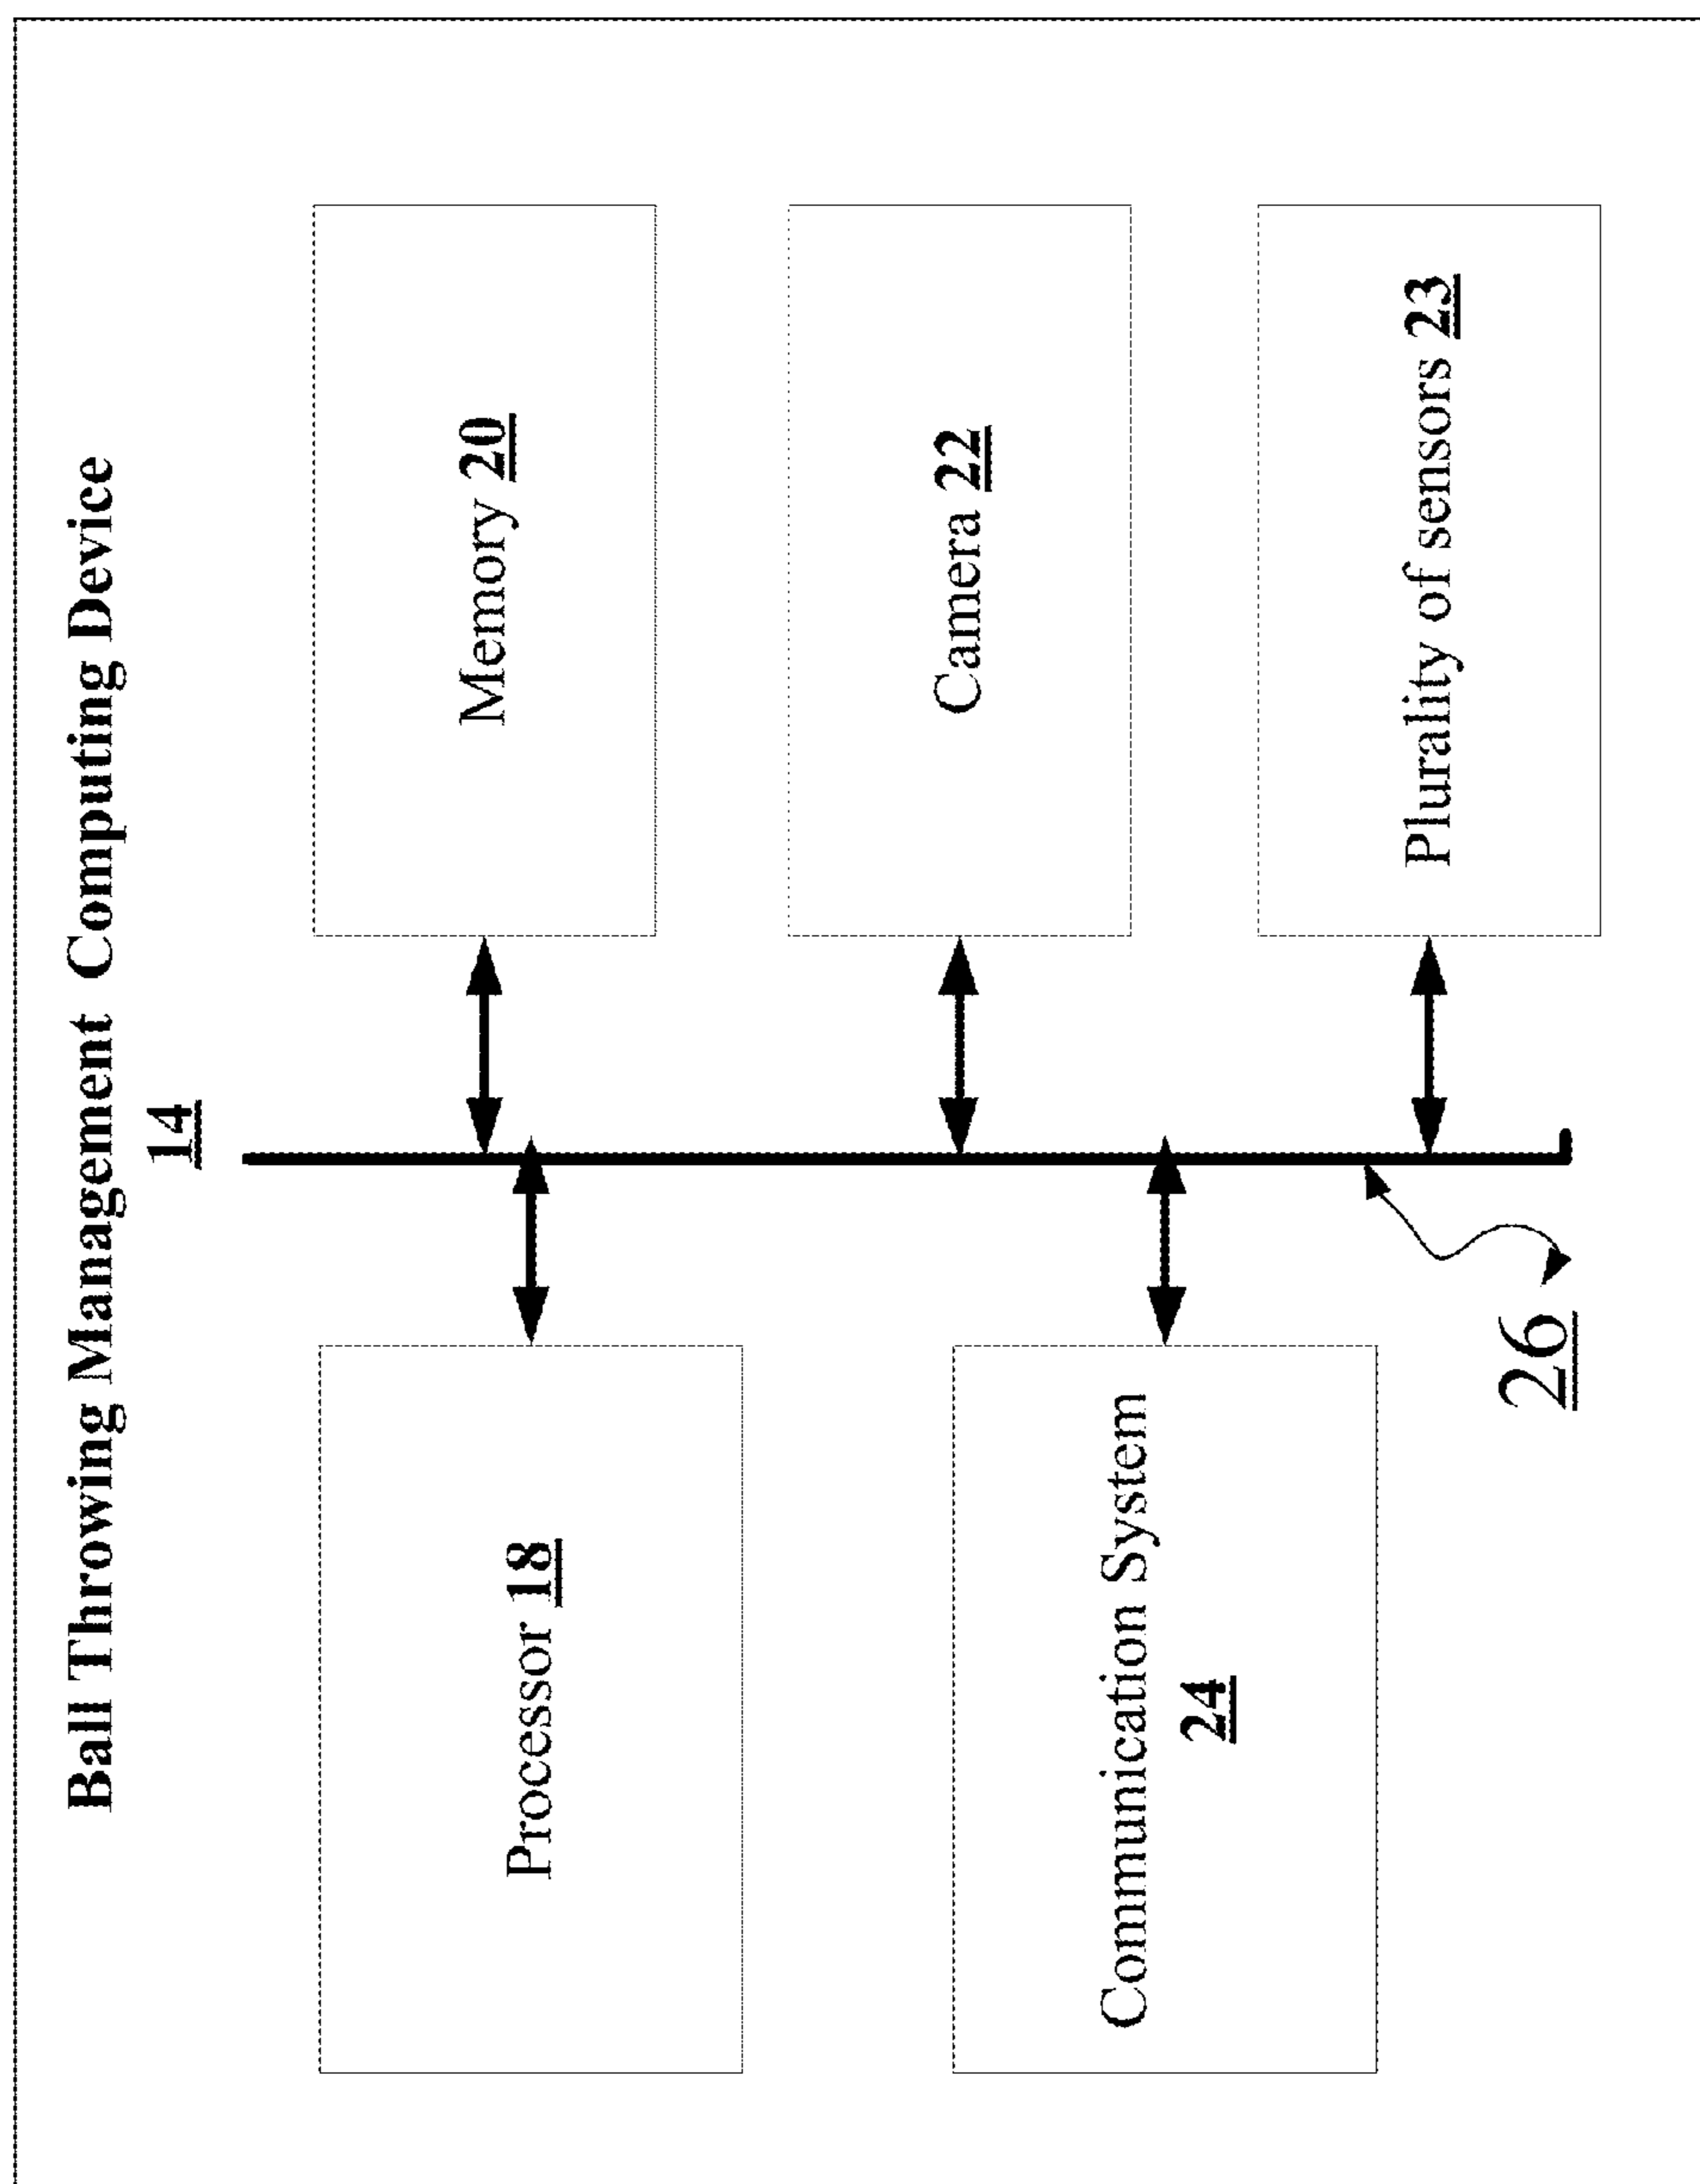 Ball Throwing Management Computing Device
14
Processor 18
Communication System
24
Memory 20
Camera 22
Plurality of sensors 23
26